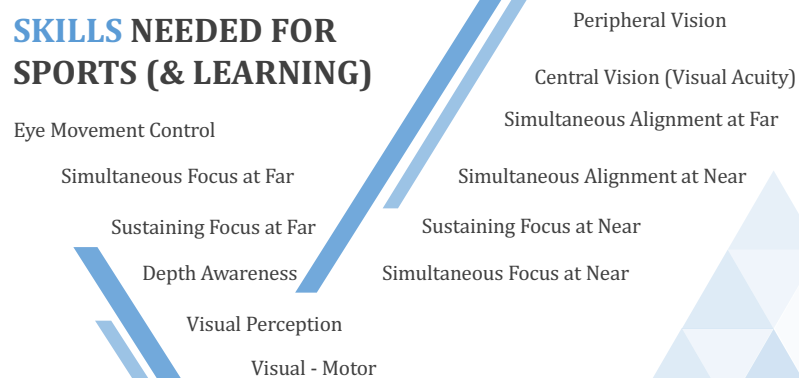 SKILLS NEEDED FOR
SPORTS (& LEARNING)
Eye Movement Control
Simultaneous Focus at Far
Sustaining Focus at Far
Depth Awareness
Visual Perception
Visual - Motor
Peripheral Vision
Central Vision (Visual Acuity)
Simultaneous Alignment at Far
Simultaneous Alignment at Near
Sustaining Focus at Near
Simultaneous Focus at Near